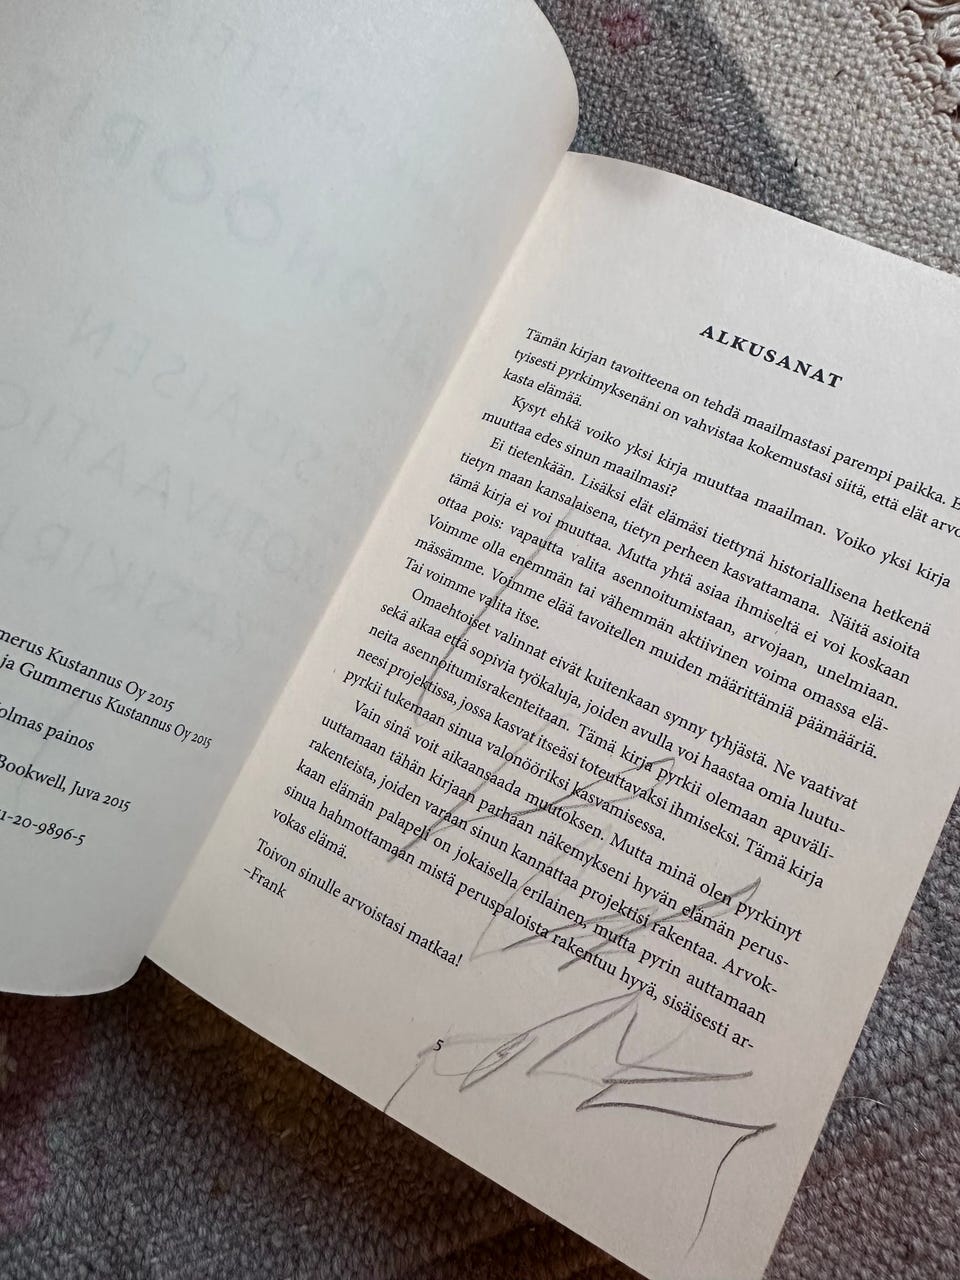 merus Kustannus Oy 2015
ja Gummerus Kustannus Oy 2015
olmas painos
Bookwell, Juva 2015
1-20-9896-5
ALKUSANAT
Tämän kirjan tavoitteena on tehdä maailmastasi parempi paikka. E
tyisesti pyrkimyksenäni on vahvistaa kokemustasi siitä, että elät arvo
kasta elämää.
Kysyt ehkä voiko yksi kirja muuttaa maailman. Voiko yksi kirja
muuttaa edes sinun maailmasi?
Ei tietenkään. Lisäksi elät elämäsi tiettynä historiallisena hetkenä
tietyn maan kansalaisena, tietyn perheen kasvattamana. Näitä asioita
tämä kirja ei voi muuttaa. Mutta yhtä asiaa ihmiseltä ei voi koskaan
ottaa pois: vapautta valita asennoitumistaan, arvojaan, unelmiaan.
Voimme olla enemmän tai vähemmän aktiivinen voima omassa elä-
mässämme. Voimme elää tavoitellen muiden määrittämiä päämääriä.
Tai voimme valita itse.
Omaehtoiset valinnat eivät kuitenkaan synny tyhjästä. Ne vaativat
sekä aikaa että sopivia työkaluja, joiden avulla voi haastaa omia luutu-
neita asennoitumisrakenteitaan. Tämä kirja pyrkii olemaan apuväli-
neesi projektissa, jossa kasvat itseäsi toteuttavaksi ihmiseksi. Tämä kirja
pyrkii tukemaan sinua valonööriksi kasvamisessa.
Vain sinä voit aikaansaada muutoksen. Mutta minä olen pyrkinyt
uuttamaan tähän kirjaan parhaan näkemykseni hyvän elämän perus-
rakenteista, joiden varaan sinun kannattaa projektisi rakentaa. Arvok-
kaan elämän palapeli on jokaisella erilainen, mutta pyrin auttamaan
sinua hahmottamaan mistä peruspaloista rakentuu hyvä, sisäisesti ar-
vokas elämä.
Toivon sinulle arvoistasi matkaa!
–Frank
5